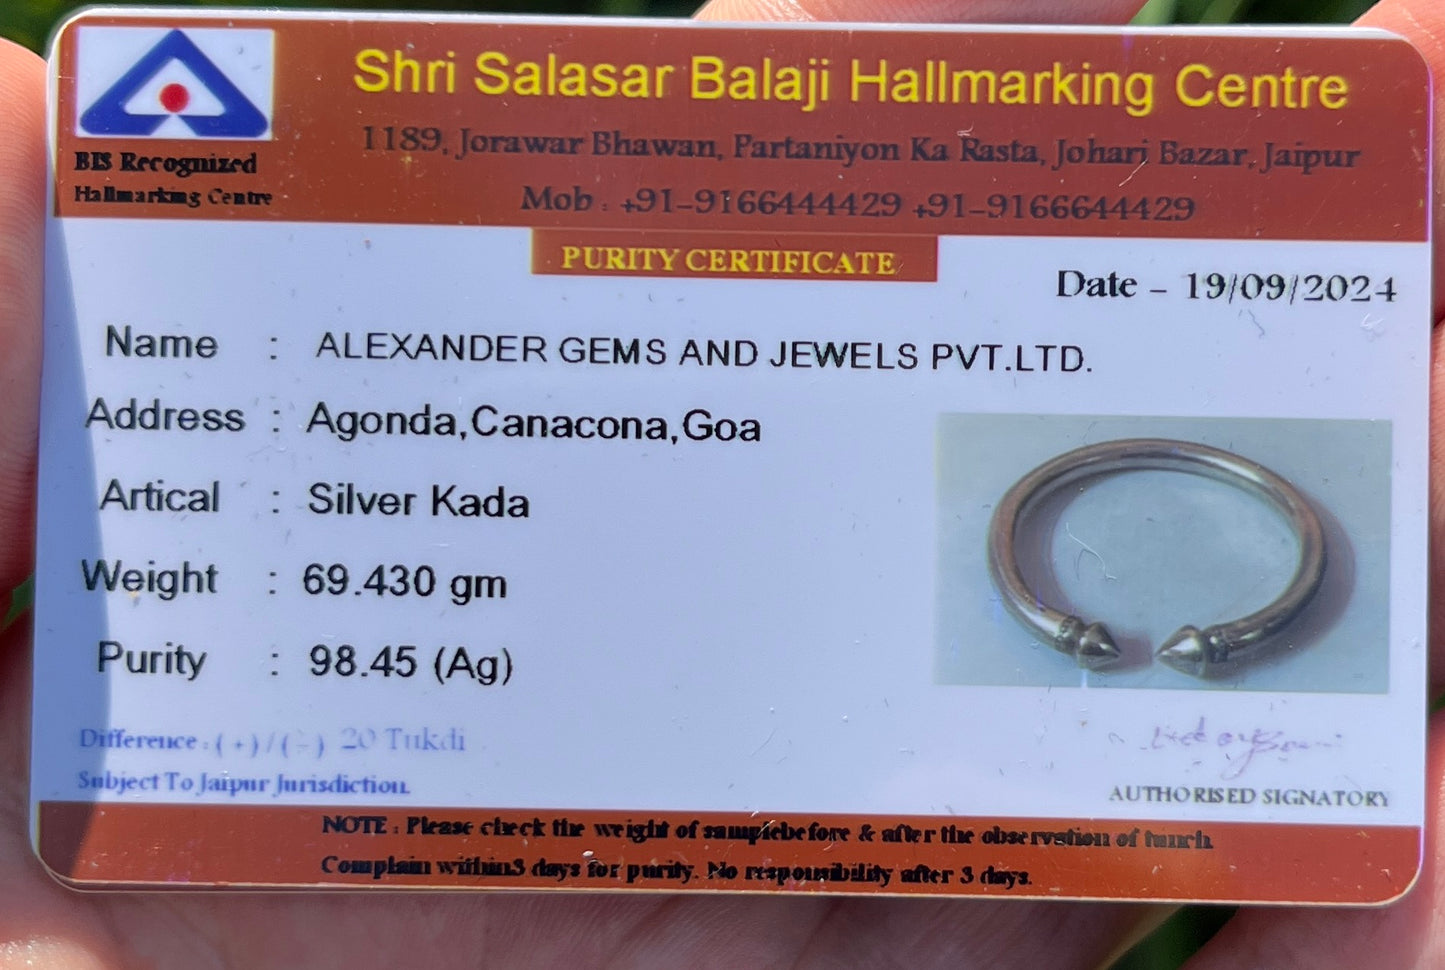 Shri Salasar Balaji Hallmarking Centre
1189, Jorawar Bhawan, Partaniyon Ka Rasta, Johari Bazar, Jaipur
Mob : +91-9166444429 +91-9166644429
BIS Recognized
Hallmarking Centre
PURITY CERTIFICATE
Date - 19/09/2024
Name : ALEXANDER GEMS AND JEWELS PVT.LTD.
Address : Agonda,Canacona,Goa
Artical : Silver Kada
Weight : 69.430 gm
Purity : 98.45 (Ag)
Difference : (+)/(-) 20 Tukdi
Subject To Jaipur Jurisdiction.
AUTHORISED SIGNATORY
NOTE : Please check the weight of samplebefore & after the observation of tunch.
Complain within3 days for purity. No responsibility after 3 days.